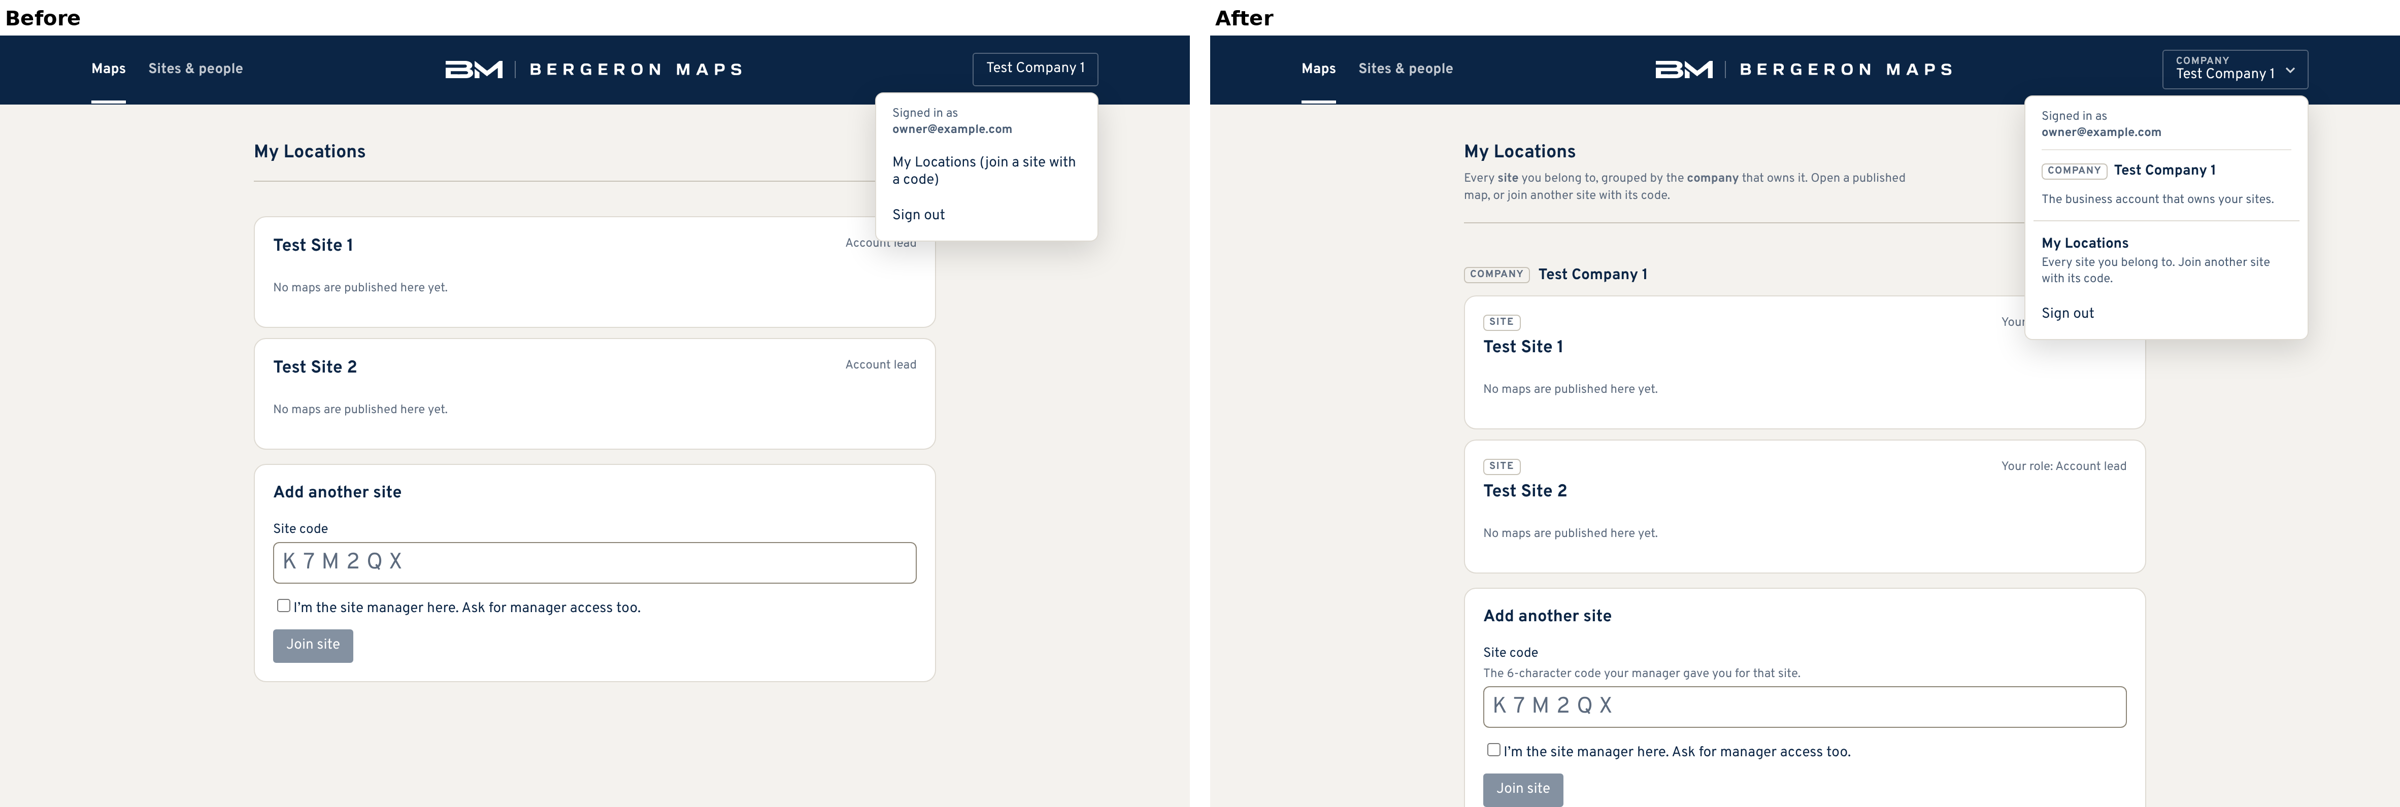 Before
Maps Sites & people
BM BERGERON MAPS
Test Company 1
Signed in as
owner@example.com
My Locations (join a site with
a code)
Sign out
My Locations
Test Site 1
Account lead
No maps are published here yet.
Test Site 2
Account lead
No maps are published here yet.
Add another site
Site code
K7M2QX
I'm the site manager here. Ask for manager access too.
Join site
After
Maps Sites & people
BM BERGERON MAPS
COMPANY
Test Company 1
Signed in as
owner@example.com
COMPANY Test Company 1
The business account that owns your sites.
My Locations
Every site you belong to. Join another site
with its code.
Sign out
My Locations
Every site you belong to, grouped by the company that owns it. Open a published
map, or join another site with its code.
COMPANY Test Company 1
SITE
Your
Test Site 1
No maps are published here yet.
SITE
Your role: Account lead
Test Site 2
No maps are published here yet.
Add another site
Site code
The 6-character code your manager gave you for that site.
K7M2QX
I'm the site manager here. Ask for manager access too.
Join site